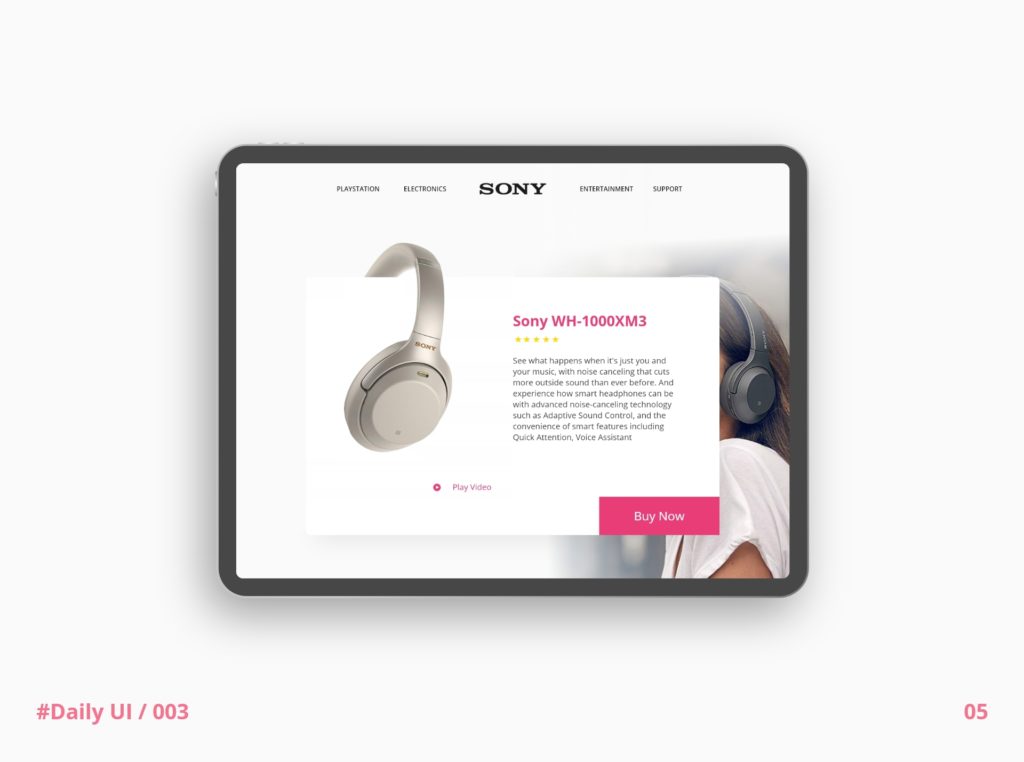 PLAYSTATION ELECTRONICS SONY ENTERTAINMENT SUPPORT
SONY
Sony WH-1000XM3
See what happens when it's just you and
your music, with noise canceling that cuts
more outside sound than ever before. And
experience how smart headphones can be
with advanced noise-canceling technology
such as Adaptive Sound Control, and the
convenience of smart features including
Quick Attention, Voice Assistant
SONY
Play Video
Buy Now
#Daily UI / 003
05